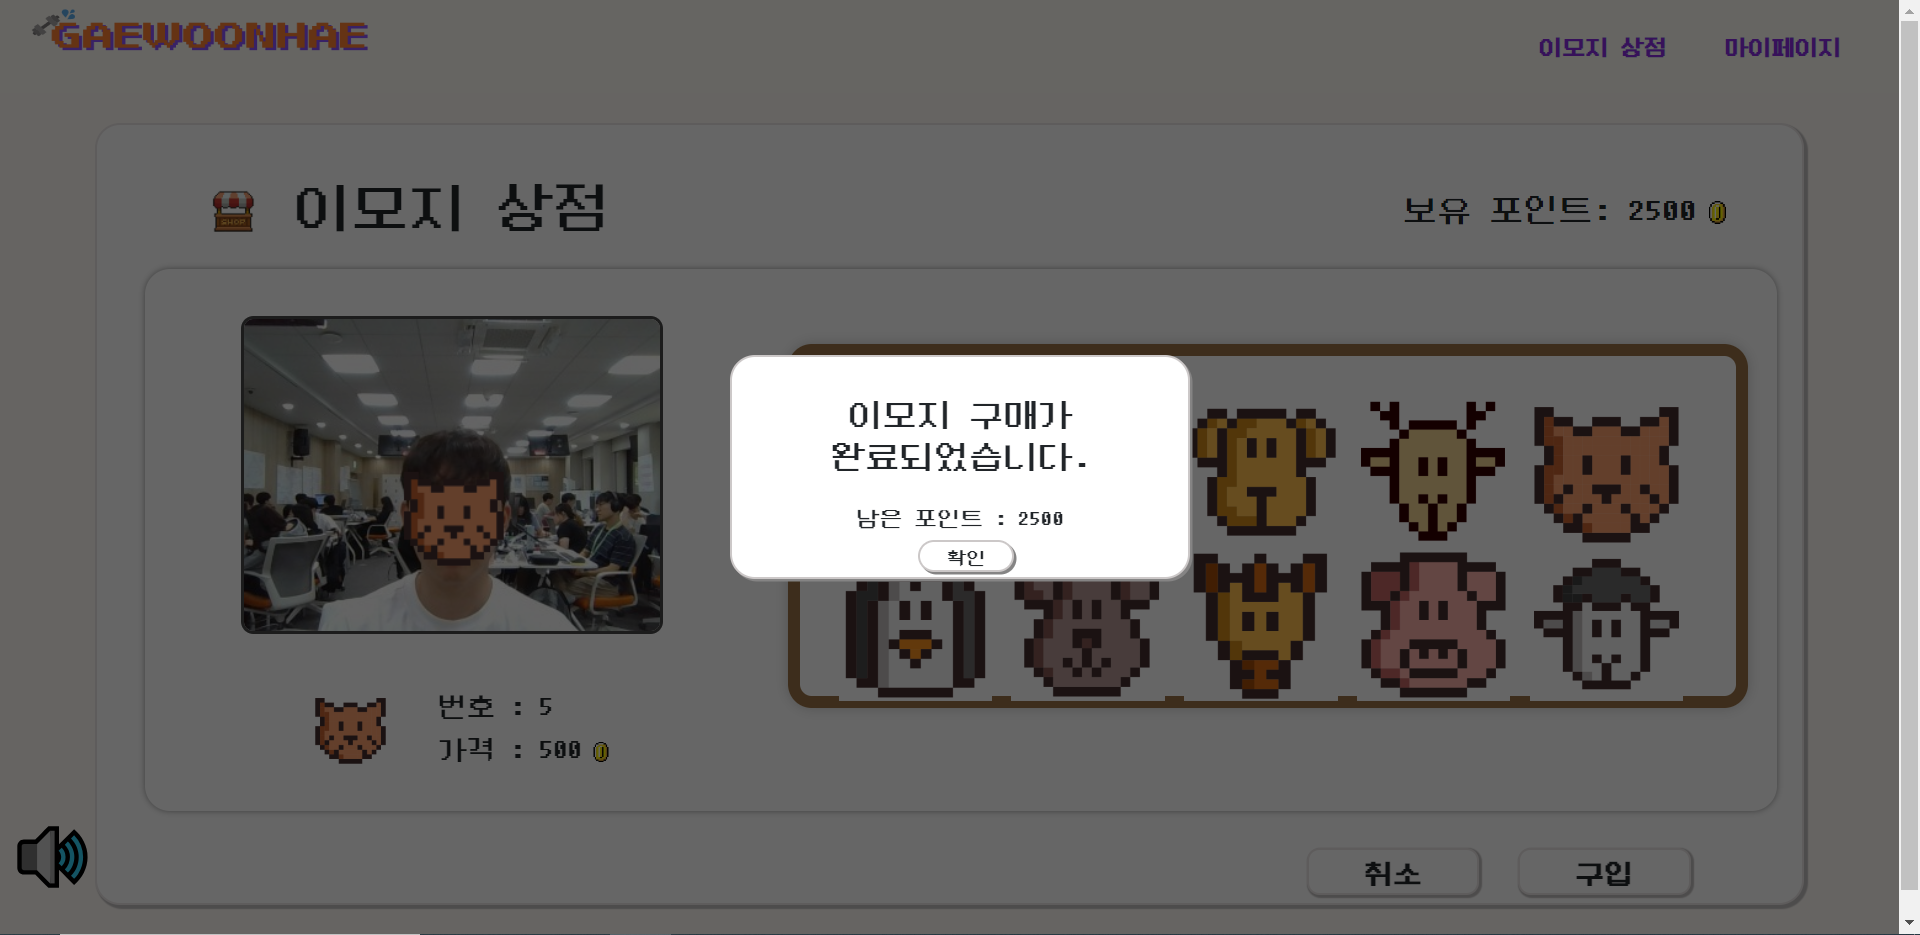 GAEWOONHAE
이모지 상점
마이페이지
이모지 상점
보유 포인트: 2500
이모지 구매가
완료되었습니다.
남은 포인트 : 2500
확인
번호 : 5
가격 : 500
취소
구입